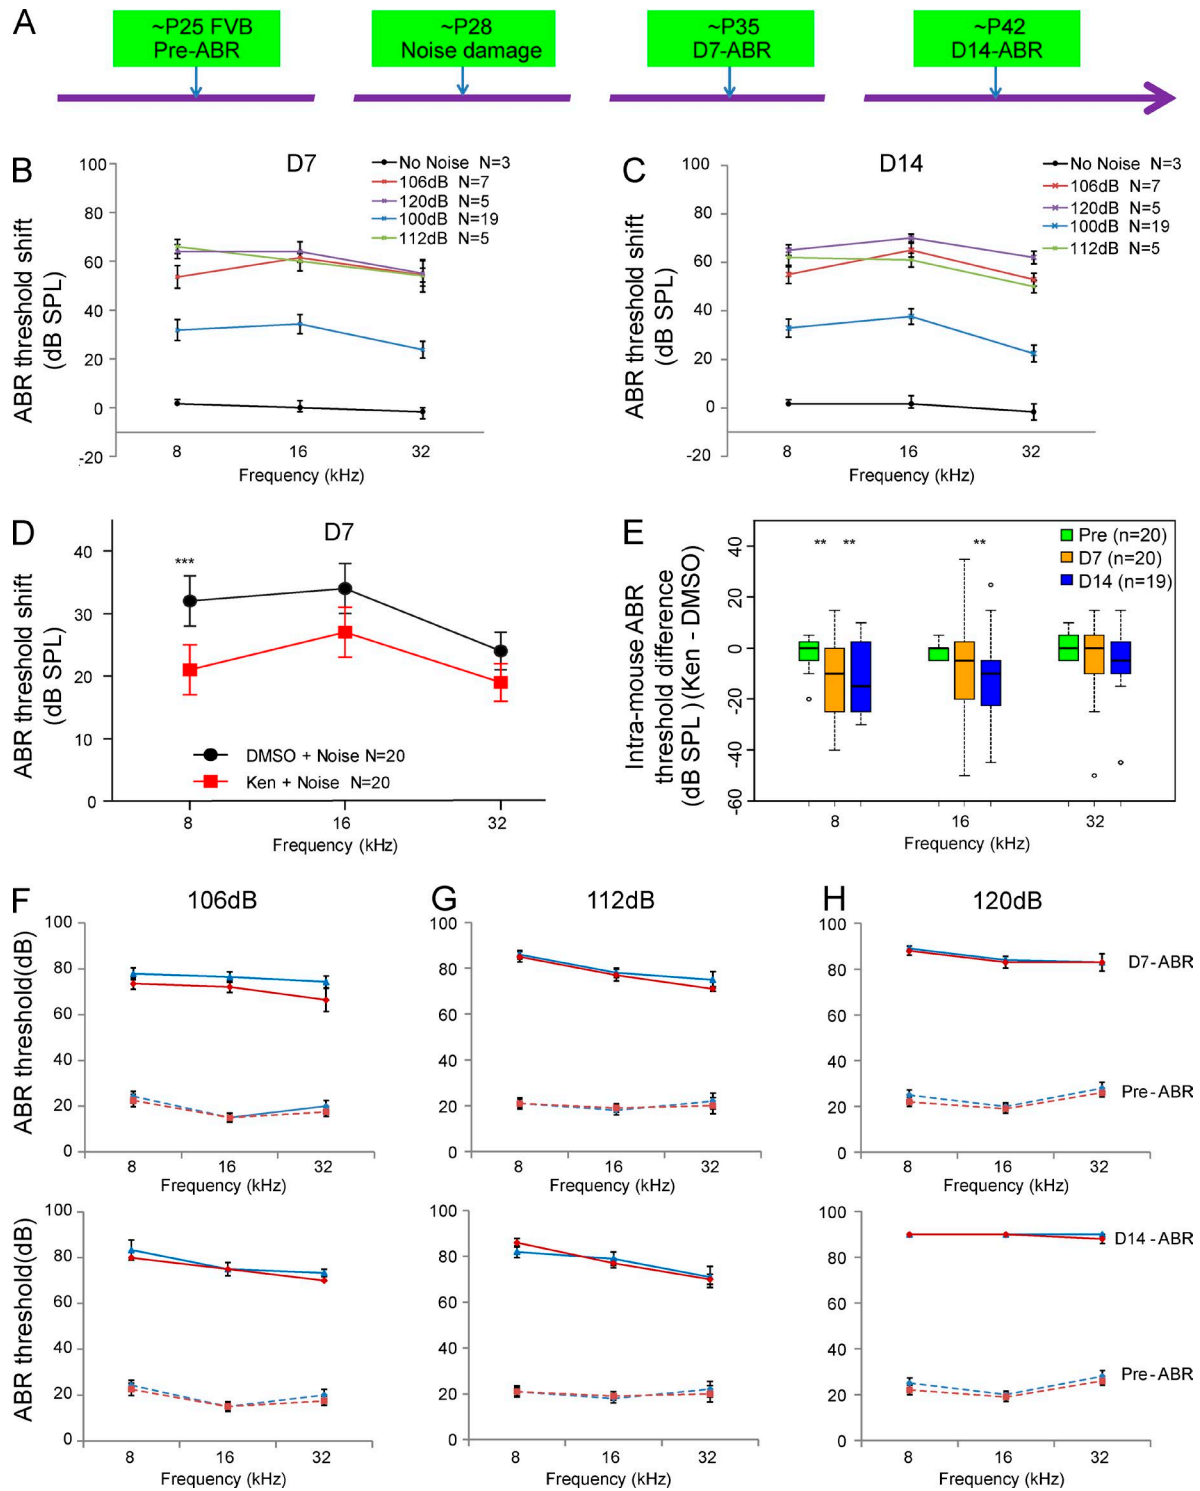 A
~P25 FVB
Pre-ABR
~P28
Noise damage
~P35
D7-ABR
~P42
D14-ABR
B
D7
No Noise N=3
106dB N=7
120dB N=5
100dB N=19
112dB N=5
ABR threshold shift
(dB SPL)
100
80
60
40
20
0
-20
8
16
32
Frequency (kHz)
C
D14
No Noise N=3
106dB N=7
120dB N=5
100dB N=19
112dB N=5
ABR threshold shift
(dB SPL)
100
80
60
40
20
0
-20
8
16
32
Frequency (kHz)
D
D7
ABR threshold shift
(dB SPL)
40
30
20
10
0
***
DMSO + Noise N=20
Ken + Noise N=20
8
16
32
Frequency (kHz)
E
Intra-mouse ABR
threshold difference
(dB SPL)(Ken - DMSO)
40
20
0
-20
-40
-60
** **
**
Pre (n=20)
D7 (n=20)
D14 (n=19)
8
16
32
Frequency (kHz)
F
106dB
ABR threshold(dB)
100
80
60
40
20
0
8
16
32
Frequency (kHz)
G
112dB
100
80
60
40
20
0
8
16
32
Frequency (kHz)
H
120dB
100
80
60
40
20
0
8
16
32
Frequency (kHz)
D7-ABR
Pre-ABR
ABR threshold(dB)
100
80
60
40
20
0
8
16
32
Frequency (kHz)
100
80
60
40
20
0
8
16
32
Frequency (kHz)
100
80
60
40
20
0
8
16
32
Frequency (kHz)
D14-ABR
Pre-ABR